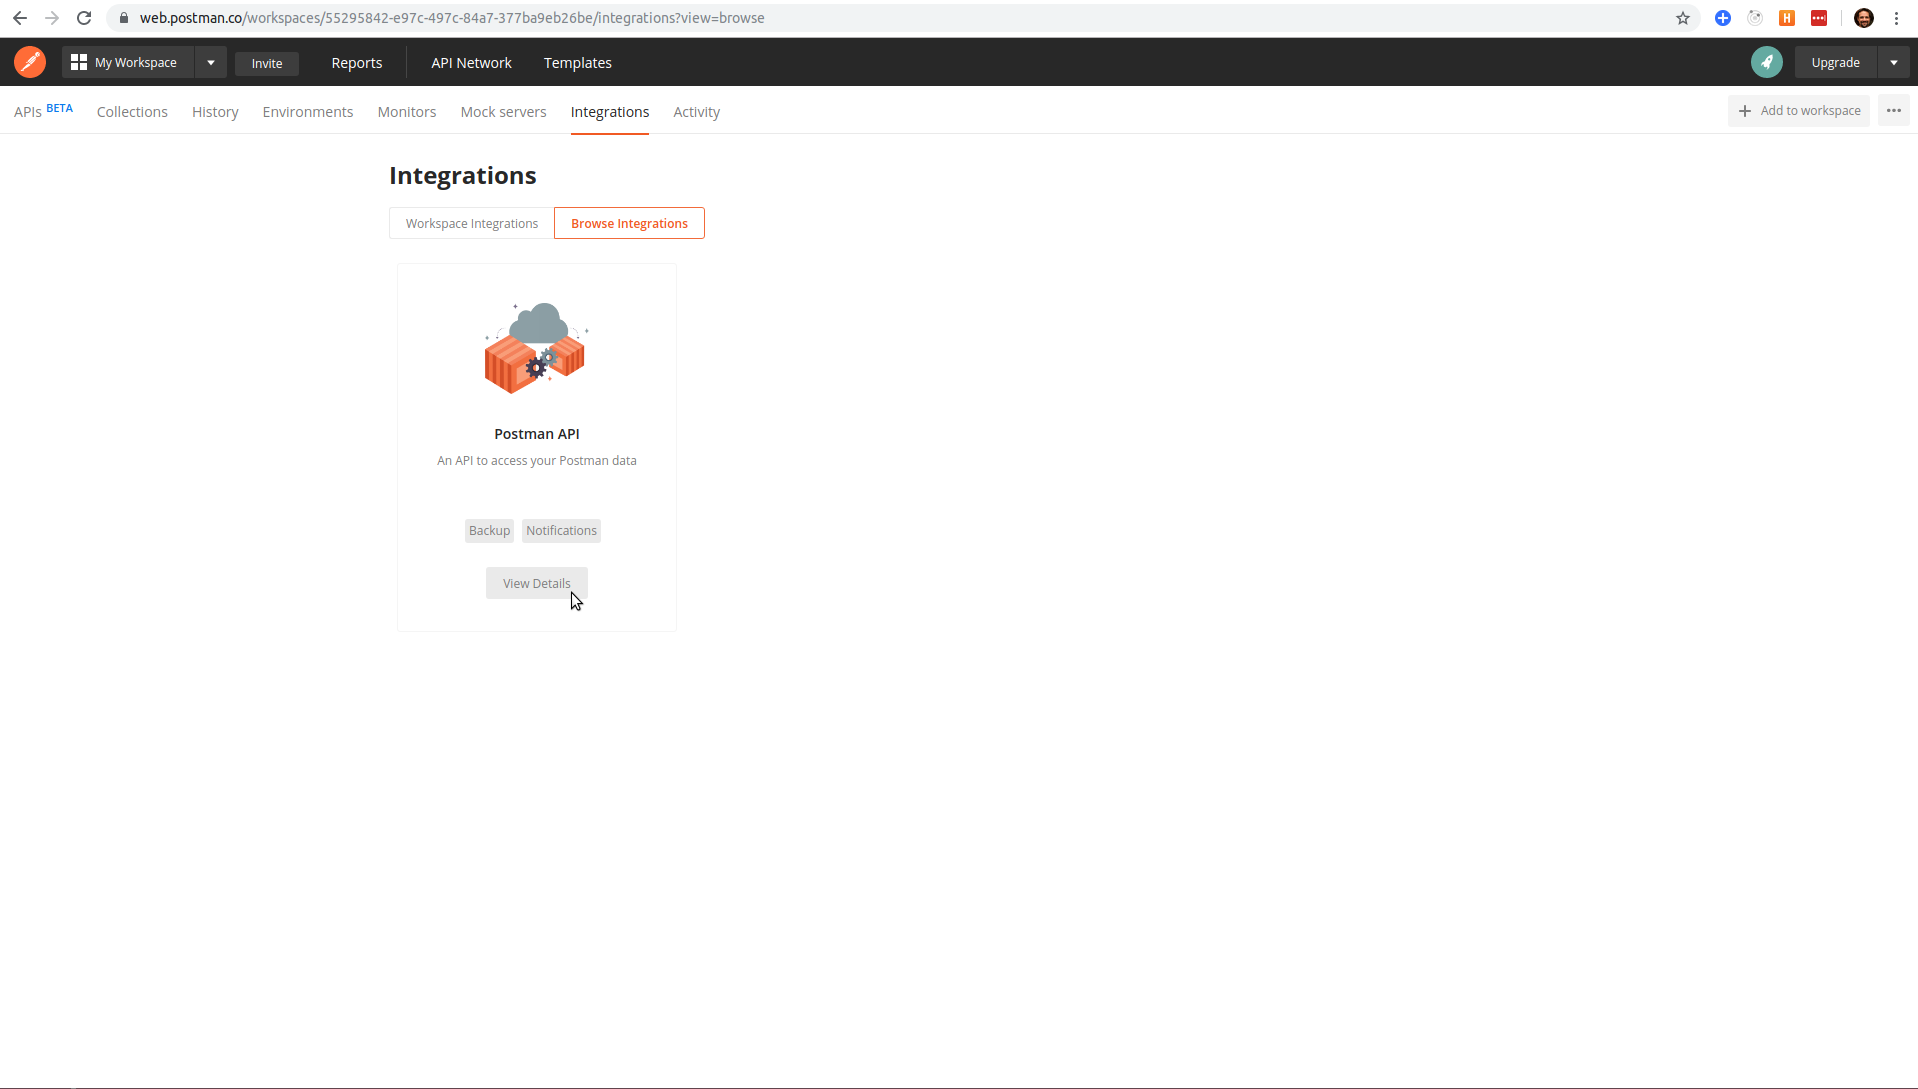 web.postman.co/workspaces/55295842-e97c-497c-84a7-377ba9eb26be/integrations?view=browse
H
My Workspace Invite Reports API Network Templates Upgrade
APIs BETA Collections History Environments Monitors Mock servers Integrations Activity Add to workspace
Integrations
Workspace Integrations Browse Integrations
Postman API
An API to access your Postman data
Backup Notifications
View Details